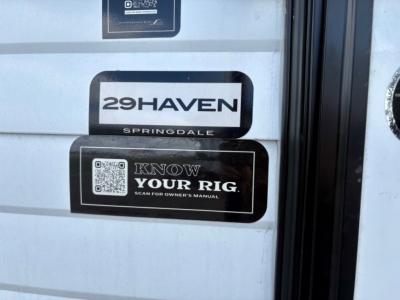 29HAVEN
SPRINGDALE
KNOW
YOUR RIG.
SCAN FOR OWNER'S MANUAL